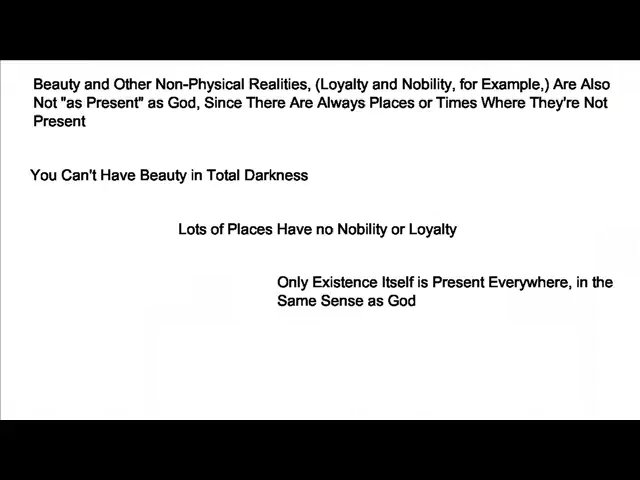 Beauty and Other Non-Physical Realities, (Loyalty and Nobility, for Example,) Are Also
Not "as Present" as God, Since There Are Always Places or Times Where They're Not
Present
You Can't Have Beauty in Total Darkness
Lots of Places Have no Nobility or Loyalty
Only Existence Itself is Present Everywhere, in the
Same Sense as God